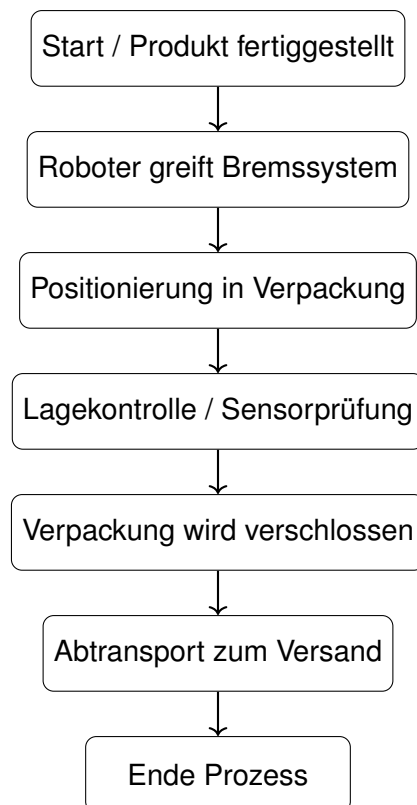 Start / Produkt fertiggestellt
Roboter greift Bremssystem
Positionierung in Verpackung
Lagekontrolle / Sensorprüfung
Verpackung wird verschlossen
Abtransport zum Versand
Ende Prozess